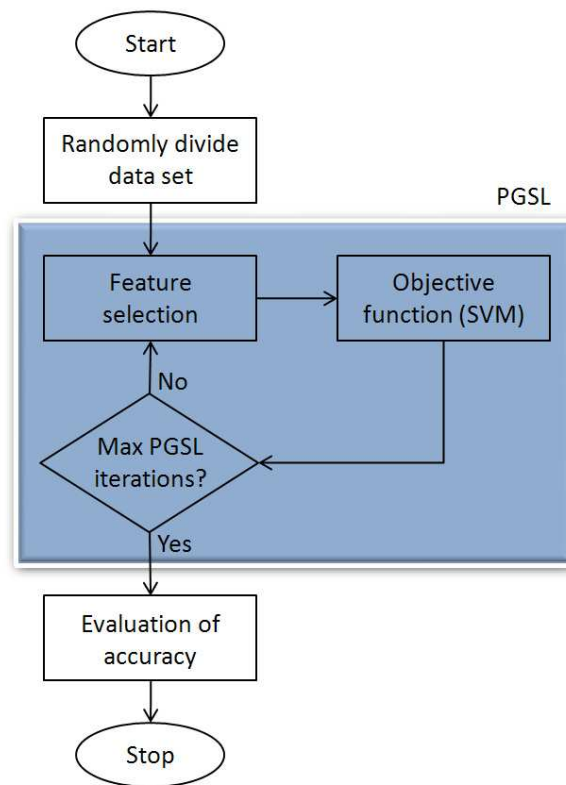 Start
Randomly divide
data set
PGSL
Feature
selection
Objective
function (SVM)
No
Max PGSL
iterations?
Yes
Evaluation of
accuracy
Stop